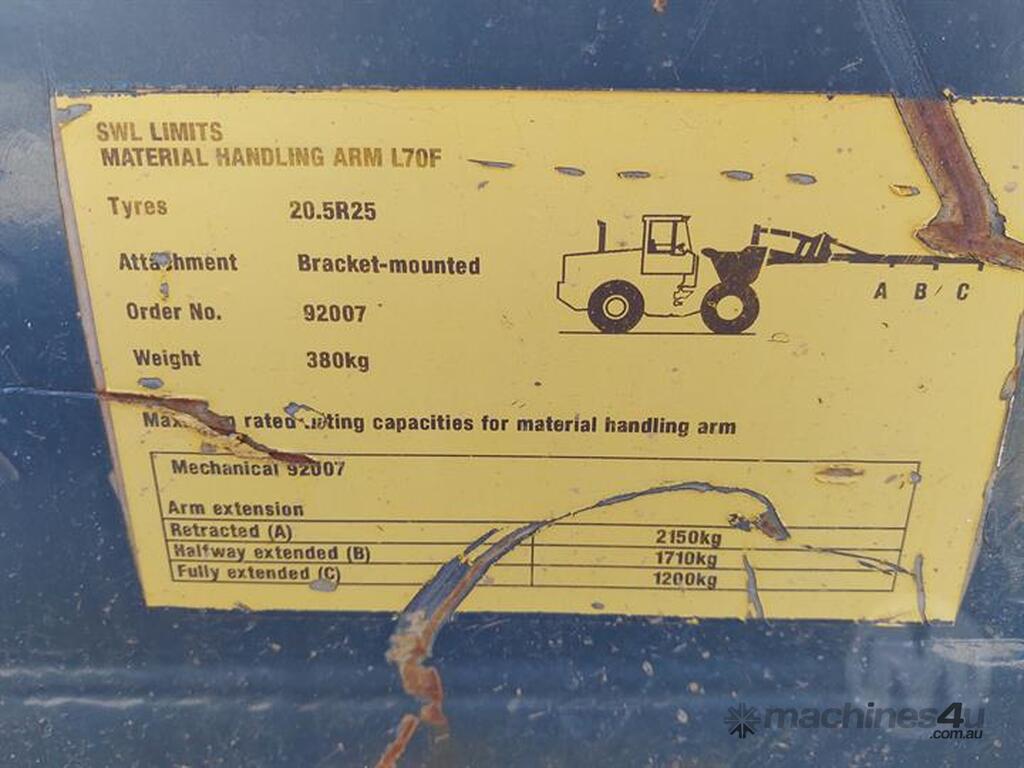 SWL LIMITS
MATERIAL HANDLING ARM L70F
Tyres 20.5R25
Attachment Bracket-mounted
Order No. 92007
Weight 380kg
A B C
Maximum rated lifting capacities for material handling arm
Mechanical 92007
Arm extension
Retracted (A) 2150kg
Halfway extended (B) 1710kg
Fully extended (C) 1200kg
machines4u
.com.au